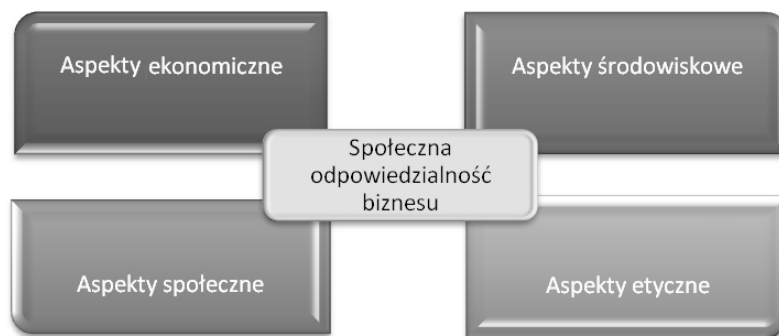 Aspekty ekonomiczne
Aspekty środowiskowe
Społeczna
odpowiedzialność
biznesu
Aspekty społeczne
Aspekty etyczne